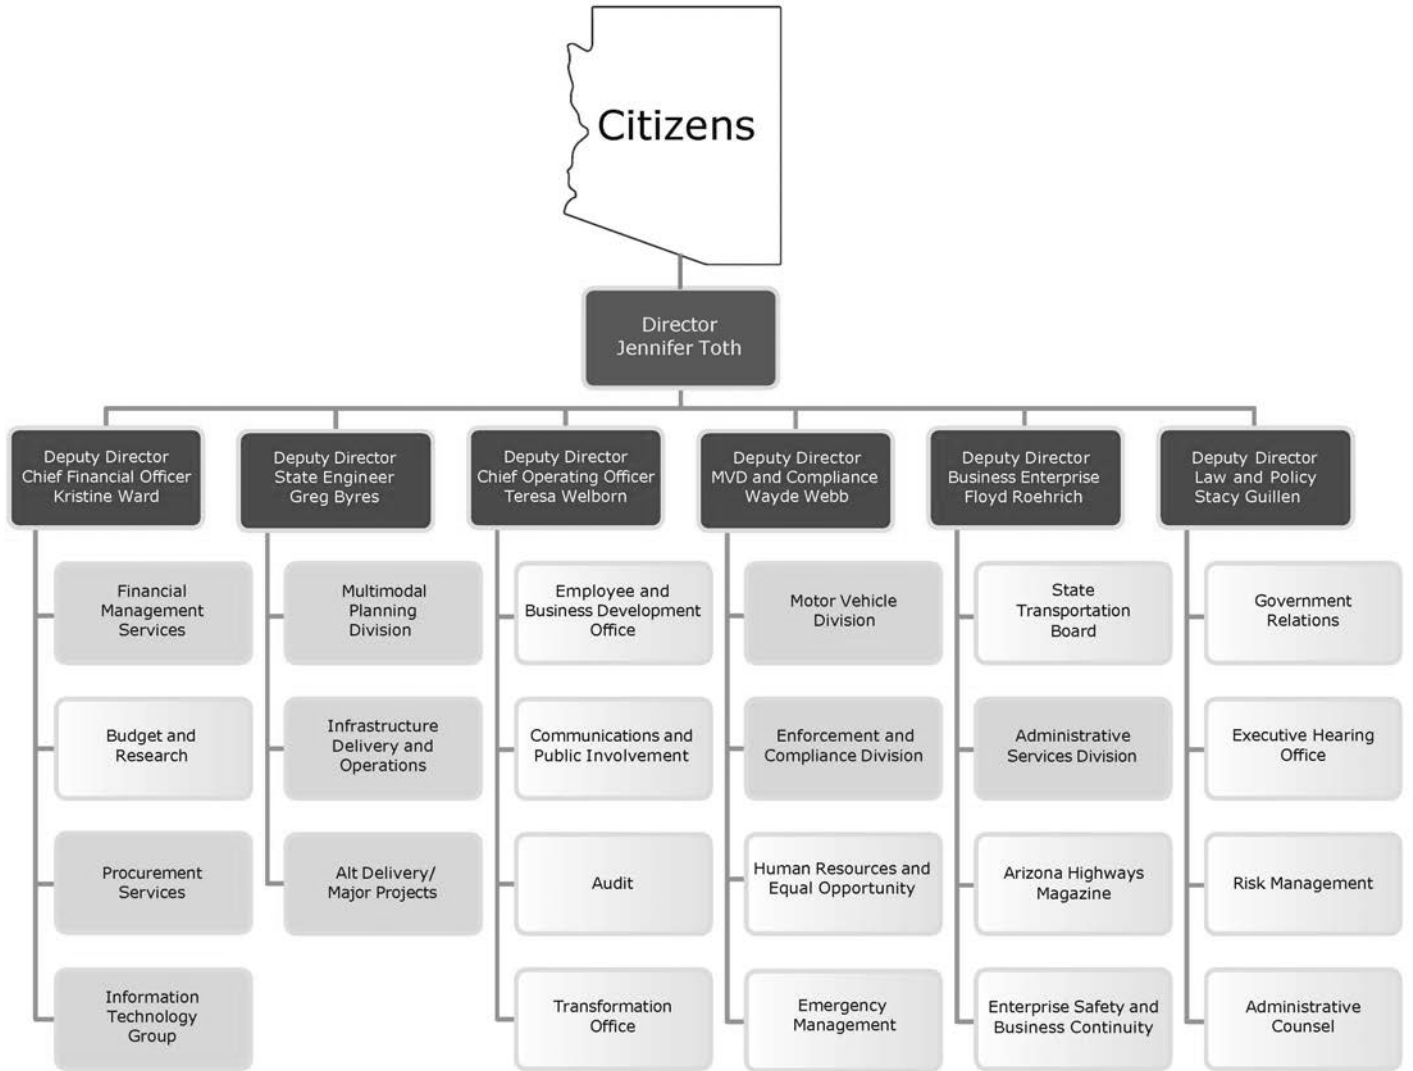 Citizens
Director
Jennifer Toth
Deputy Director
Chief Financial Officer
Kristine Ward
Deputy Director
State Engineer
Greg Byres
Deputy Director
Chief Operating Officer
Teresa Welborn
Deputy Director
MVD and Compliance
Wayde Webb
Deputy Director
Business Enterprise
Floyd Roehrich
Deputy Director
Law and Policy
Stacy Guillen
Financial
Management
Services
Budget and
Research
Procurement
Services
Information
Technology
Group
Multimodal
Planning
Division
Infrastructure
Delivery and
Operations
Alt Delivery/
Major Projects
Employee and
Business Development
Office
Communications and
Public Involvement
Audit
Transformation
Office
Motor Vehicle
Division
Enforcement and
Compliance Division
Human Resources and
Equal Opportunity
Emergency
Management
State
Transportation
Board
Administrative
Services Division
Arizona Highways
Magazine
Enterprise Safety and
Business Continuity
Government
Relations
Executive Hearing
Office
Risk Management
Administrative
Counsel